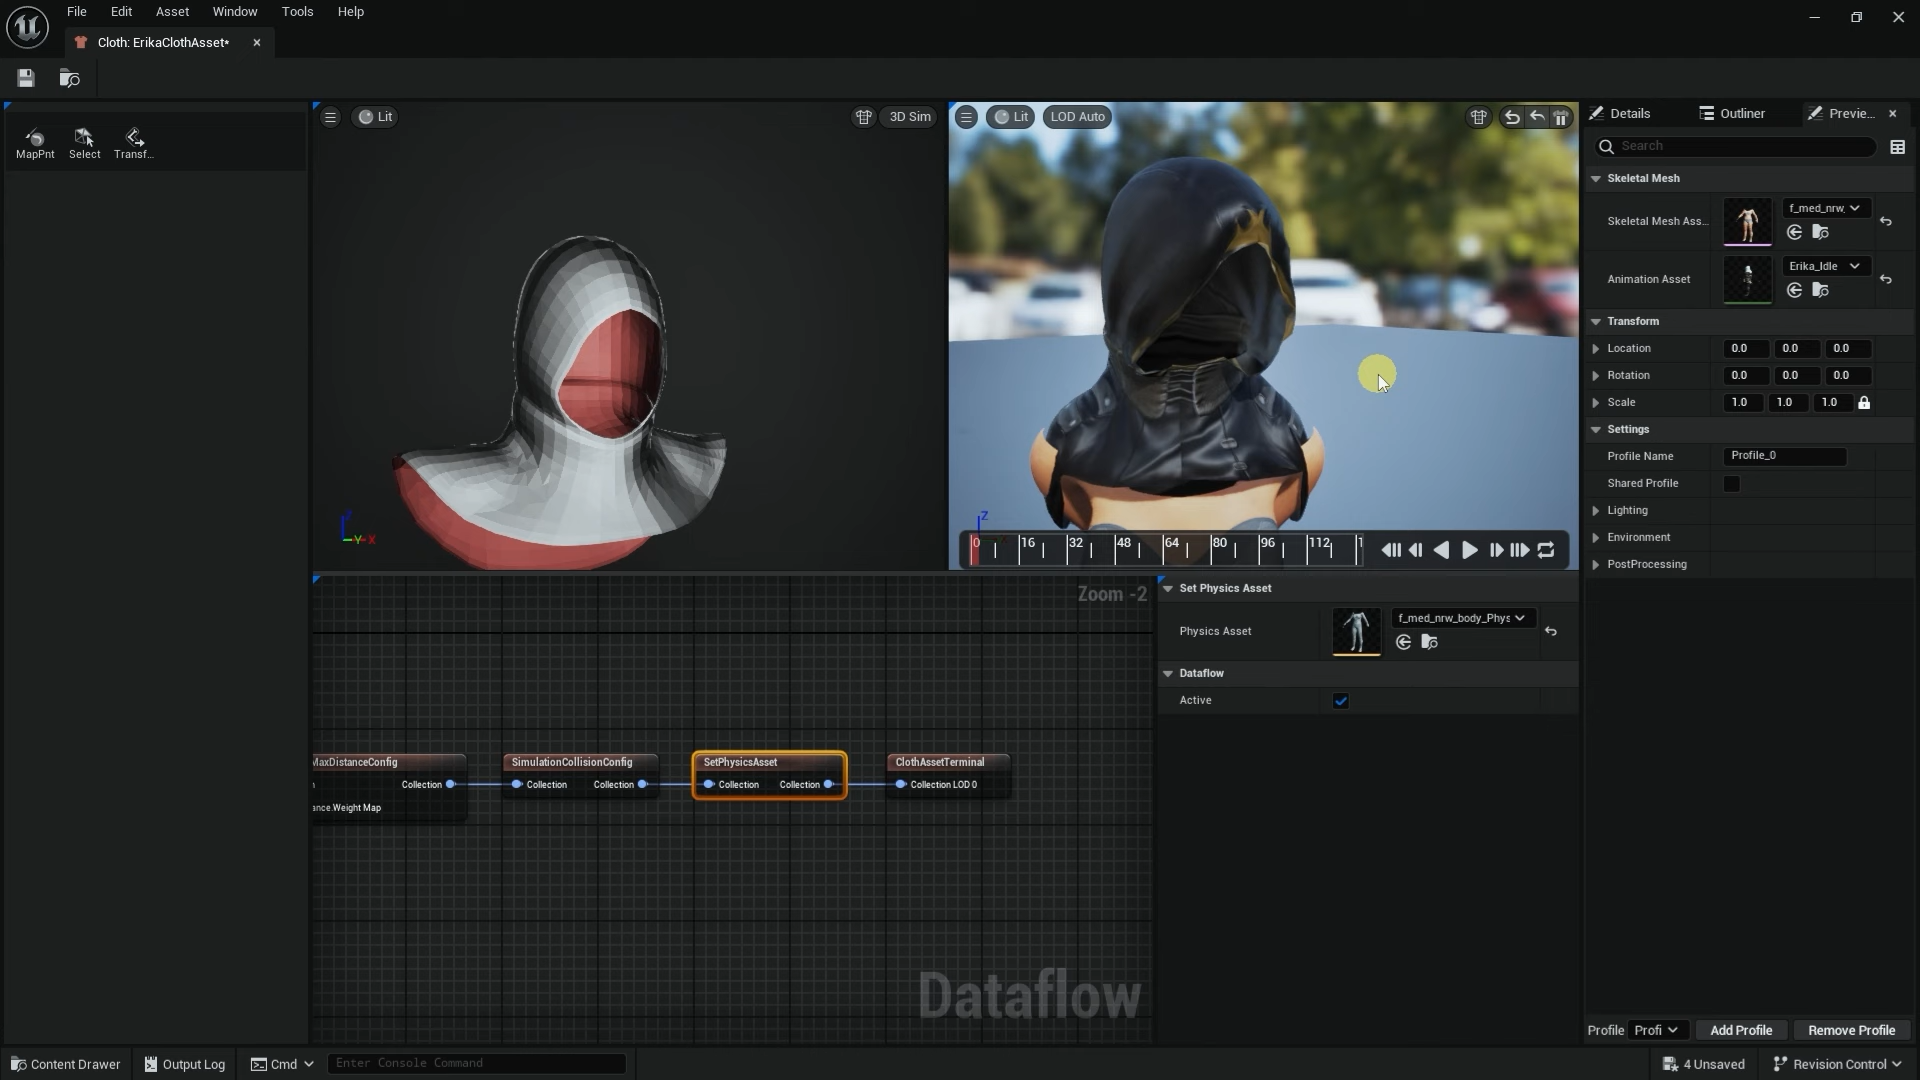 File Edit Asset Window Tools Help
Cloth: ErikaClothAsset*
MapPnt Select Transf...
Lit
3D Sim
Lit LOD Auto
Details Outliner Previe...
Search
Skeletal Mesh
Skeletal Mesh Ass... f_med_nrw_
Animation Asset Erika_Idle
Transform
Location 0.0 0.0 0.0
Rotation 0.0 0.0 0.0
Scale 1.0 1.0 1.0
Settings
Profile Name Profile_0
Shared Profile
Lighting
Environment
PostProcessing
Z
Y X
Z
0 16 32 48 64 80 96 112
Zoom -2
MaxDistanceConfig
Collection
ance.Weight Map
SimulationCollisionConfig
Collection Collection
SetPhysicsAsset
Collection Collection
ClothAssetTerminal
Collection LOD 0
Dataflow
Set Physics Asset
Physics Asset f_med_nrw_body_Phys
Dataflow
Active
Profile Profi Add Profile Remove Profile
Content Drawer Output Log Cmd Enter Console Command 4 Unsaved Revision Control